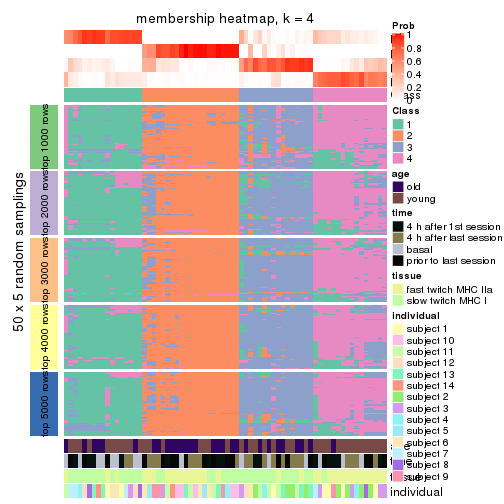 membership heatmap, k = 4
50 x 5 random samplings
top 1000 rows
top 2000 rows
top 3000 rows
top 4000 rows
top 5000 rows
Prob
1
0.8
0.6
0.4
0.2
0
Class
1
2
3
4
age
old
young
time
4 h after 1st session
4 h after last session
basal
prior to last session
tissue
fast twitch MHC IIa
slow twitch MHC I
individual
subject 1
subject 10
subject 11
subject 12
subject 13
subject 14
subject 2
subject 3
subject 4
subject 5
subject 6
subject 7
subject 8
subject 9
individual